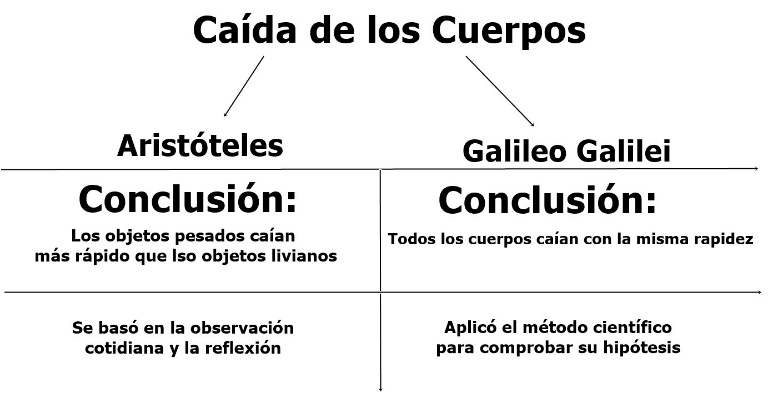 Caída de los Cuerpos
Aristóteles
Galileo Galilei
Conclusión:
Los objetos pesados caían
más rápido que lso objetos livianos
Conclusión:
Todos los cuerpos caían con la misma rapidez
Se basó en la observación
cotidiana y la reflexión
Aplicó el método científico
para comprobar su hipótesis